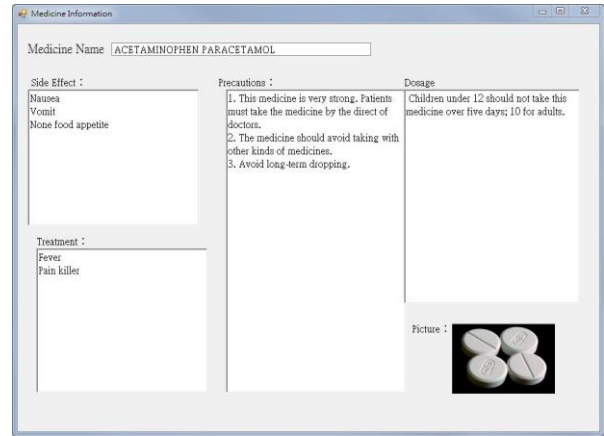 Medicine Information
Medicine Name ACETAMINOPHEN PARACETAMOL
Side Effect：
Nausea
Vomit
None food appetite
Treatment：
Fever
Pain killer
Precautions：
1. This medicine is very strong. Patients
must take the medicine by the direct of
doctors.
2. The medicine should avoid taking with
other kinds of medicines.
3. Avoid long-term dropping.
Dosage
Children under 12 should not take this
medicine over five days; 10 for adults.
Picture：